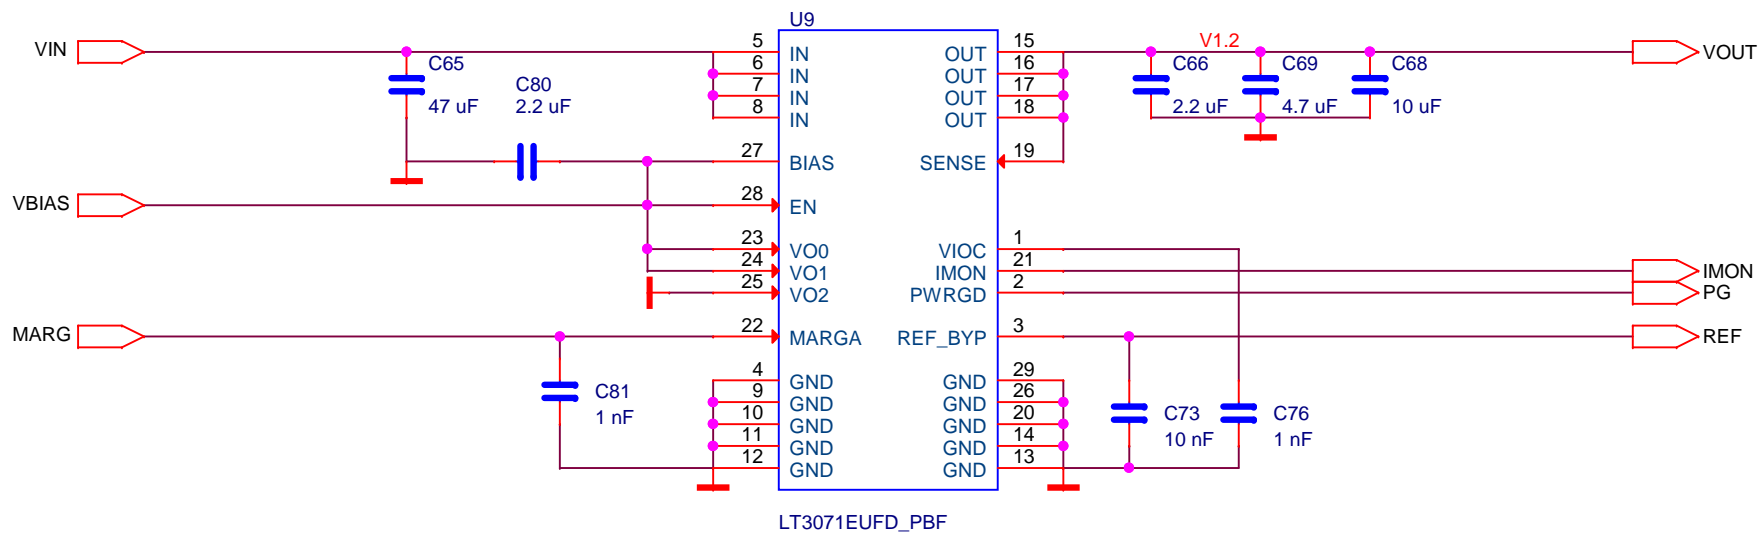 U9
VIN
5
IN
15
OUT
V1.2
VOUT
6
IN
16
OUT
C65
47 uF
C66
2.2 uF
C69
4.7 uF
C68
10 uF
7
IN
17
OUT
C80
2.2 uF
8
IN
18
OUT
27
BIAS
19
SENSE
VBIAS
28
EN
23
VO0
1
VIOC
24
VO1
21
IMON
IMON
25
VO2
2
PWRGD
PG
MARG
22
MARGA
3
REF_BYP
REF
4
GND
29
GND
9
GND
26
GND
C81
1 nF
10
GND
20
GND
C73
10 nF
C76
1 nF
11
GND
14
GND
12
GND
13
GND
LT3071EUFD_PBF